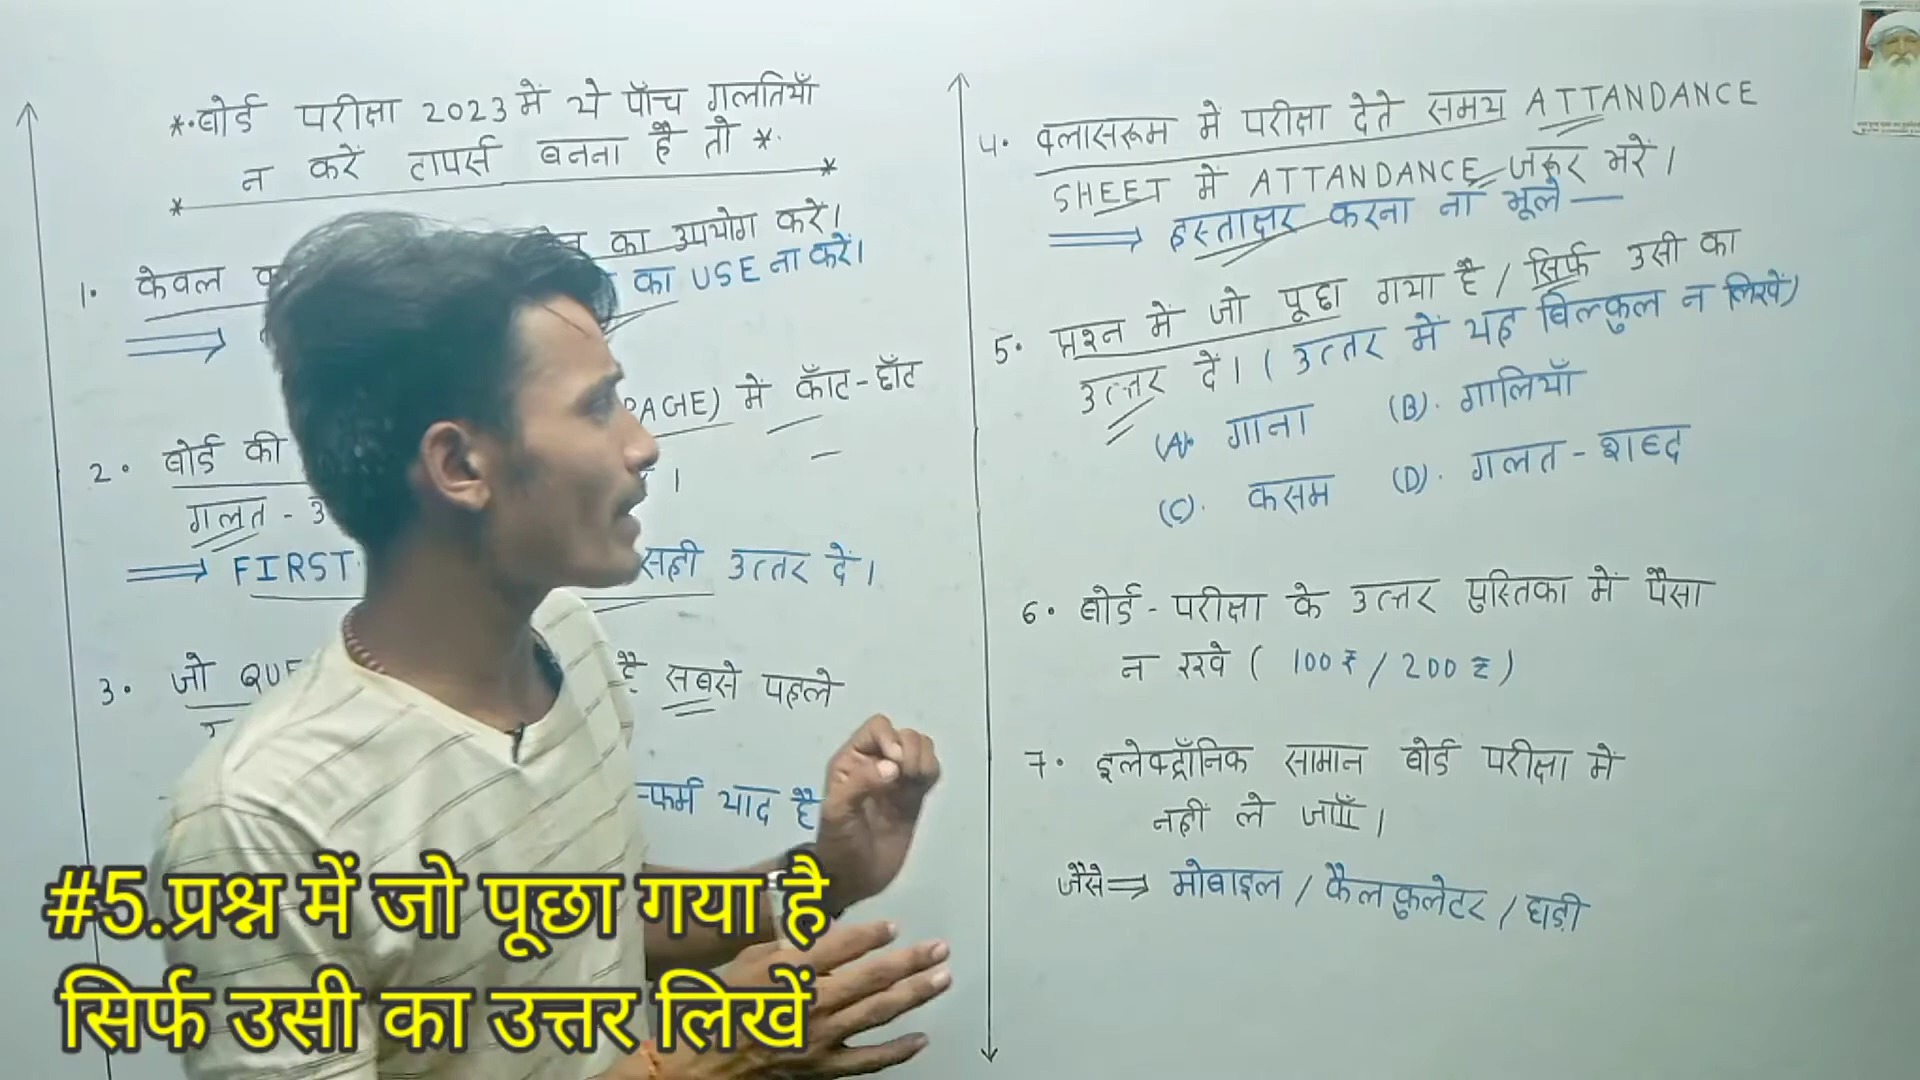 *.बोर्ड परीक्षा 2023 में ये पाँच गलतियाँ
न करें टापर्स बनना है तो *.
1. केवल का उपयोग करें।
का USE ना करें।
2. बोर्ड की PAGE) में काँट-छाँट
गलत -
FIRST सही उत्तर दें।
3. जो है सबसे पहले
याद है
4. क्लासरूम में परीक्षा देते समय ATTANDANCE
SHEET में ATTANDANCE जरूर भरें।
हस्ताक्षर करना ना भूले —
5. प्रश्न में जो पूछा गया है / सिर्फ उसी का
उत्तर दें। (उत्तर में यह बिल्कुल न लिखें)
(A). गाना (B). गालियाँ
(C). कसम (D). गलत-शब्द
6. बोर्ड-परीक्षा के उत्तर पुस्तिका में पैसा
न रखे ( 100 ₹ / 200 ₹ )
7. इलेक्ट्रॉनिक सामान बोर्ड परीक्षा में
नहीं ले
जैसे ⇒ मोबाइल / कैलकुलेटर / घड़ी
#5.प्रश्न में जो पूछा गया है
सिर्फ उसी का उत्तर लिखें